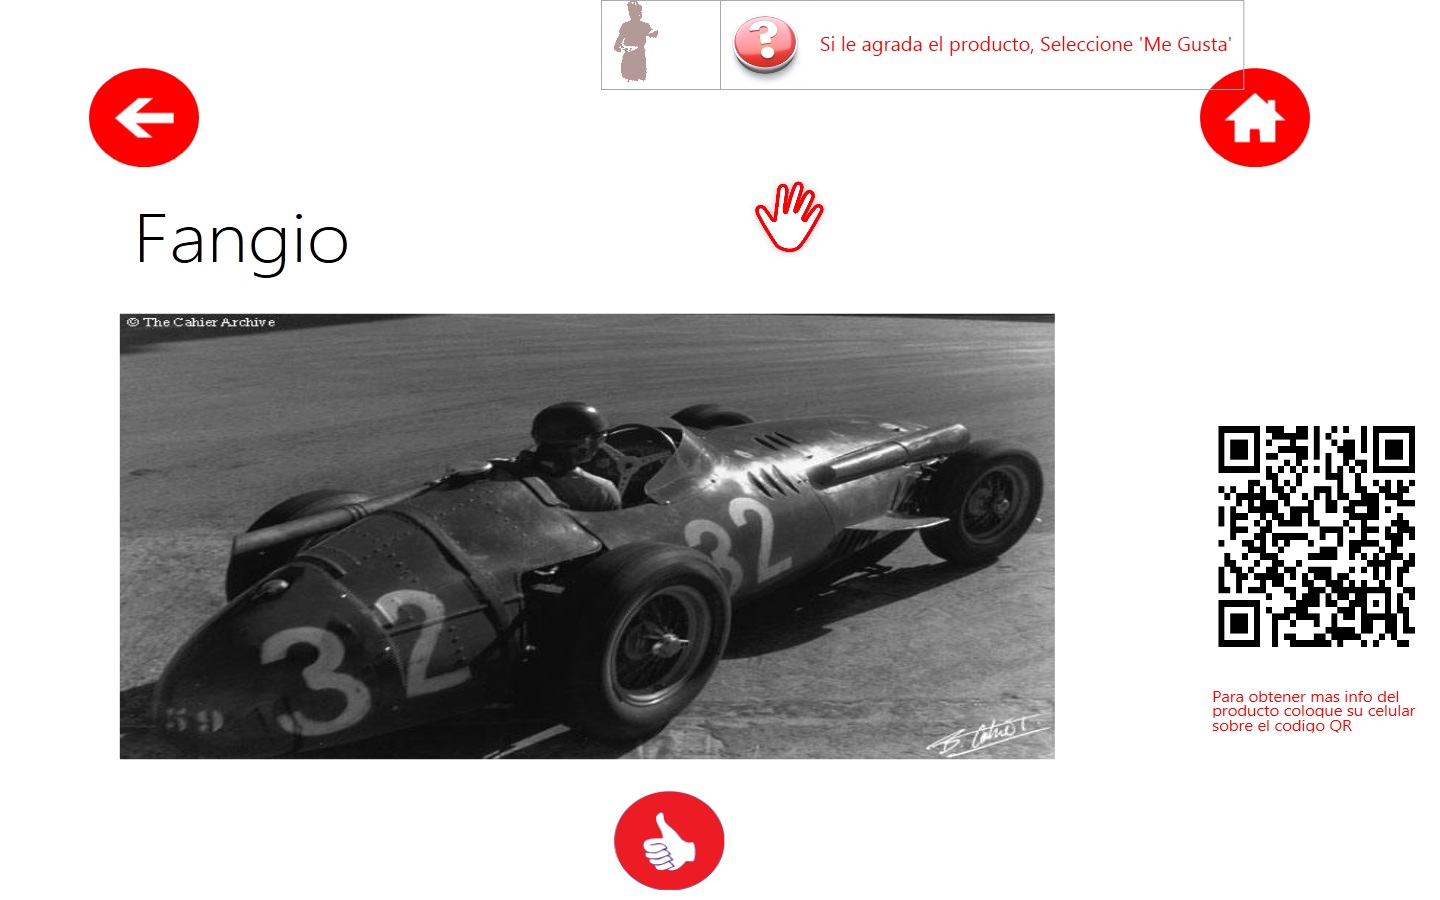 Si le agrada el producto, Seleccione 'Me Gusta'
Fangio
© The Cahier Archive
32
32
59
B. Cahier
Para obtener mas info del
producto coloque su celular
sobre el codigo QR